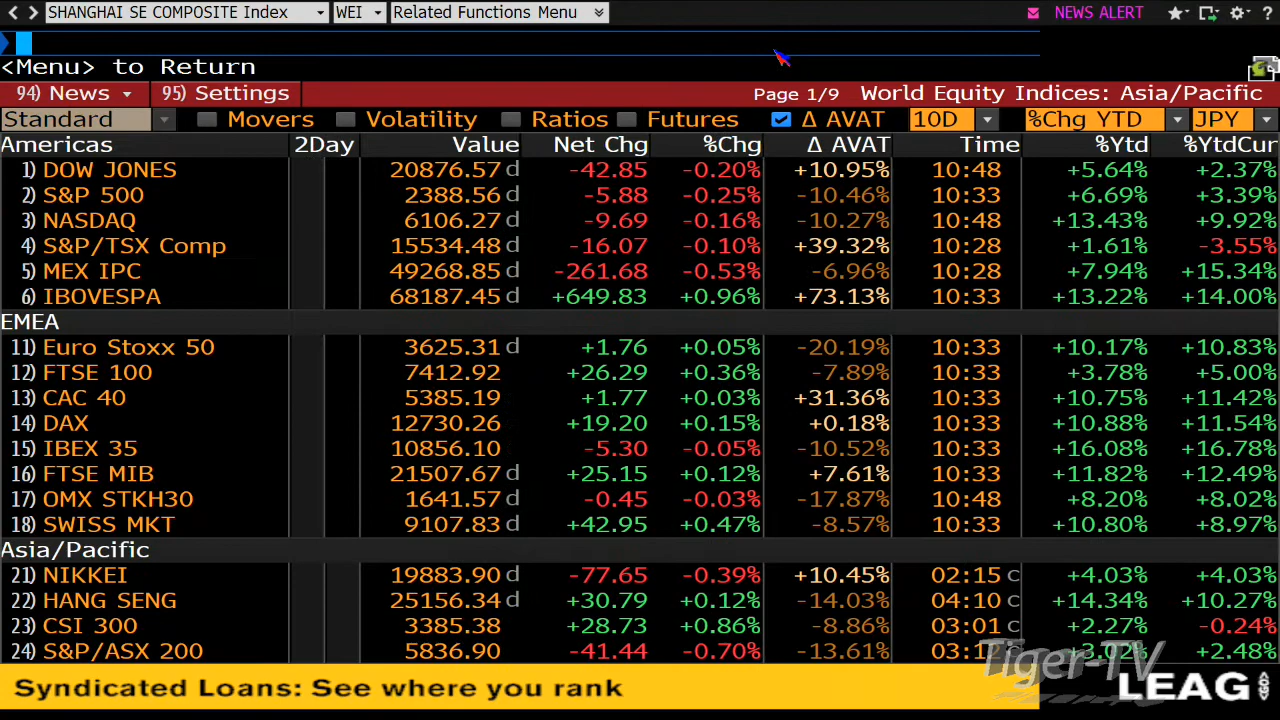 SHANGHAI SE COMPOSITE Index WEI Related Functions Menu NEWS ALERT ?
<Menu> to Return
94) News 95) Settings Page 1/9 World Equity Indices: Asia/Pacific
Standard Movers Volatility Ratios Futures Δ AVAT 10D %Chg YTD JPY
Americas 2Day Value Net Chg %Chg Δ AVAT Time %Ytd %YtdCur
1) DOW JONES 20876.57 d -42.85 -0.20% +10.95% 10:48 +5.64% +2.37%
2) S&P 500 2388.56 d -5.88 -0.25% -10.46% 10:33 +6.69% +3.39%
3) NASDAQ 6106.27 d -9.69 -0.16% -10.27% 10:48 +13.43% +9.92%
4) S&P/TSX Comp 15534.48 d -16.07 -0.10% +39.32% 10:28 +1.61% -3.55%
5) MEX IPC 49268.85 d -261.68 -0.53% -6.96% 10:28 +7.94% +15.34%
6) IBOVESPA 68187.45 d +649.83 +0.96% +73.13% 10:33 +13.22% +14.00%
EMEA
11) Euro Stoxx 50 3625.31 d +1.76 +0.05% -20.19% 10:33 +10.17% +10.83%
12) FTSE 100 7412.92 +26.29 +0.36% -7.89% 10:33 +3.78% +5.00%
13) CAC 40 5385.19 +1.77 +0.03% +31.36% 10:33 +10.75% +11.42%
14) DAX 12730.26 +19.20 +0.15% +0.18% 10:33 +10.88% +11.54%
15) IBEX 35 10856.10 -5.30 -0.05% -10.52% 10:33 +16.08% +16.78%
16) FTSE MIB 21507.67 d +25.15 +0.12% +7.61% 10:33 +11.82% +12.49%
17) OMX STKH30 1641.57 d -0.45 -0.03% -17.87% 10:48 +8.20% +8.02%
18) SWISS MKT 9107.83 d +42.95 +0.47% -8.57% 10:33 +10.80% +8.97%
Asia/Pacific
21) NIKKEI 19883.90 d -77.65 -0.39% +10.45% 02:15 c +4.03% +4.03%
22) HANG SENG 25156.34 d +30.79 +0.12% -14.03% 04:10 c +14.34% +10.27%
23) CSI 300 3385.38 +28.73 +0.86% -8.86% 03:01 c +2.27% -0.24%
24) S&P/ASX 200 5836.90 -41.44 -0.70% -13.61% +3.02% +2.48%
Tiger-TV
Syndicated Loans: See where you rank LEAG <GO>